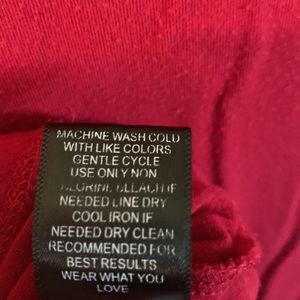 MACHINE WASH COLD
WITH LIKE COLORS
GENTLE CYCLE
USE ONLY NON
BLEACH IF
NEEDED LINE DRY
COOL IRON IF
NEEDED DRY CLEAN
RECOMMENDED FOR
BEST RESULTS
WEAR WHAT YOU
LOVE